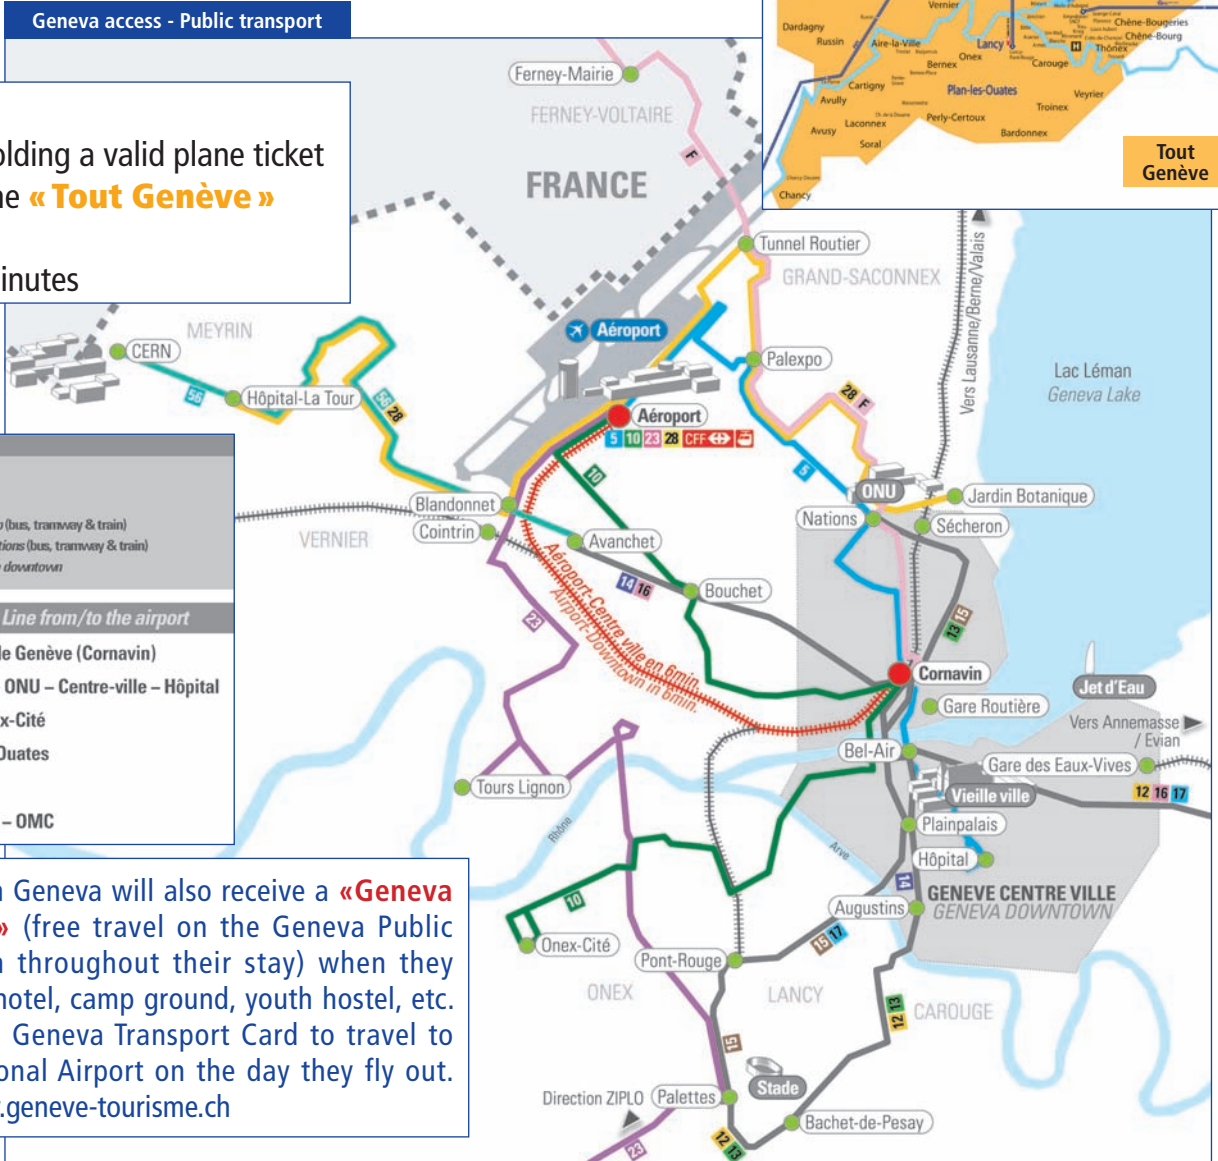 Geneva access - Public transport
Vernier
Dardagny
Russin
Aire-la-Ville
Lancy
Onex
Bernex
Carouge
Thônex
Chêne-Bougeries
Chêne-Bourg
H
Cartigny
Avully
Plan-les-Ouates
Veyrier
Troinex
Laconnex
Perly-Certoux
Avusy
Soral
Bardonnex
Chancy
Tout
Genève
olding a valid plane ticket
ne « Tout Genève »
inutes
Ferney-Mairie
FERNEY-VOLTAIRE
F
FRANCE
Tunnel Routier
GRAND-SACONNEX
Vers Lausanne/Berne/Valais
MEYRIN
CERN
Aéroport
Palexpo
Lac Léman
Geneva Lake
56
Hôpital-La Tour
56 28
28 F
Aéroport
5 10 23 28 CFF
10
5
ONU
Jardin Botanique
Blandonnet
Nations
Sécheron
Cointrin
VERNIER
Avanchet
14 16
Bouchet
Aéroport-Centre ville en 6min.
Airport-Downtown in 6min.
23
13 15
Cornavin
Jet d'Eau
Gare Routière
Vers Annemasse
/ Evian
Bel-Air
Gare des Eaux-Vives
12 16 17
Tours Lignon
Vieille ville
Rhône
Arve
Plainpalais
Hôpital
14
GENEVE CENTRE VILLE
GENEVA DOWNTOWN
Augustins
10
Onex-Cité
15 17
Pont-Rouge
ONEX
LANCY
12 13
CAROUGE
15
Stade
Direction ZIPLO
Palettes
Bachet-de-Pesay
12 13
23
(bus, tramway & train)
tions (bus, tramway & train)
downtown
Line from/to the airport
de Genève (Cornavin)
ONU – Centre-ville – Hôpital
x-Cité
Ouates
– OMC
n Geneva will also receive a «Geneva
» (free travel on the Geneva Public
n throughout their stay) when they
hotel, camp ground, youth hostel, etc.
Geneva Transport Card to travel to
onal Airport on the day they fly out.
.geneve-tourisme.ch